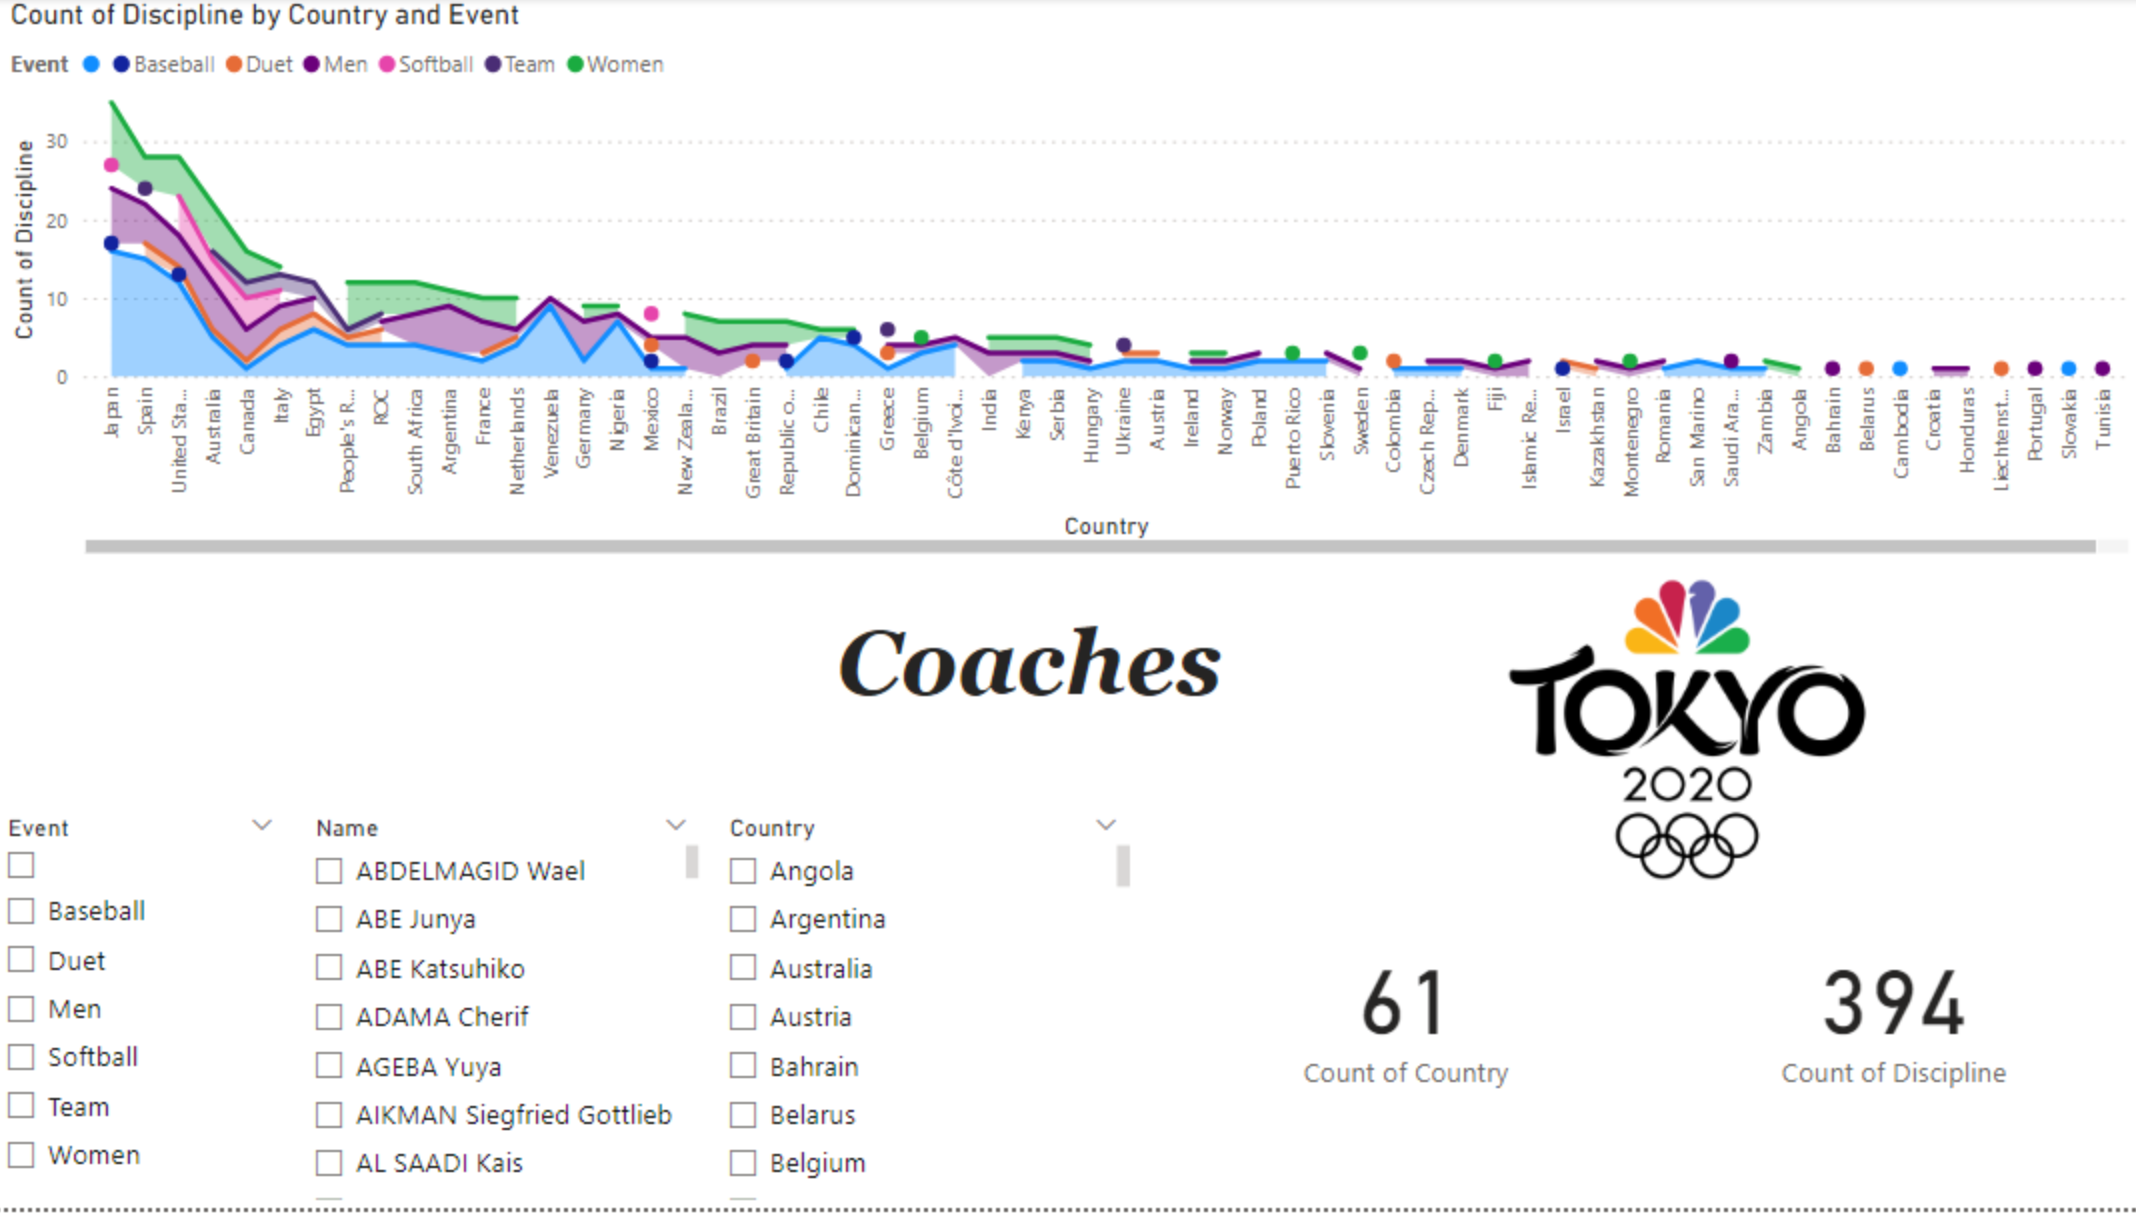 Count of Discipline by Country and Event
Event Baseball Duet Men Softball Team Women
Count of Discipline
30
20
10
0
Japan
Spain
United Sta...
Australia
Canada
Italy
Egypt
People's R...
ROC
South Africa
Argentina
France
Netherlands
Venezuela
Germany
Nigeria
Mexico
New Zeala...
Brazil
Great Britain
Republic o...
Chile
Dominican...
Greece
Belgium
Côte d'Ivoi...
India
Kenya
Serbia
Hungary
Ukraine
Austria
Ireland
Norway
Poland
Puerto Rico
Slovenia
Sweden
Colombia
Czech Rep...
Denmark
Fiji
Islamic Re...
Israel
Kazakhstan
Montenegro
Romania
San Marino
Saudi Ara...
Zambia
Angola
Bahrain
Belarus
Cambodia
Croatia
Honduras
Liechtenst...
Portugal
Slovakia
Tunisia
Country
Coaches
TOKYO
2020
Event
Baseball
Duet
Men
Softball
Team
Women
Name
ABDELMAGID Wael
ABE Junya
ABE Katsuhiko
ADAMA Cherif
AGEBA Yuya
AIKMAN Siegfried Gottlieb
AL SAADI Kais
Country
Angola
Argentina
Australia
Austria
Bahrain
Belarus
Belgium
61
Count of Country
394
Count of Discipline